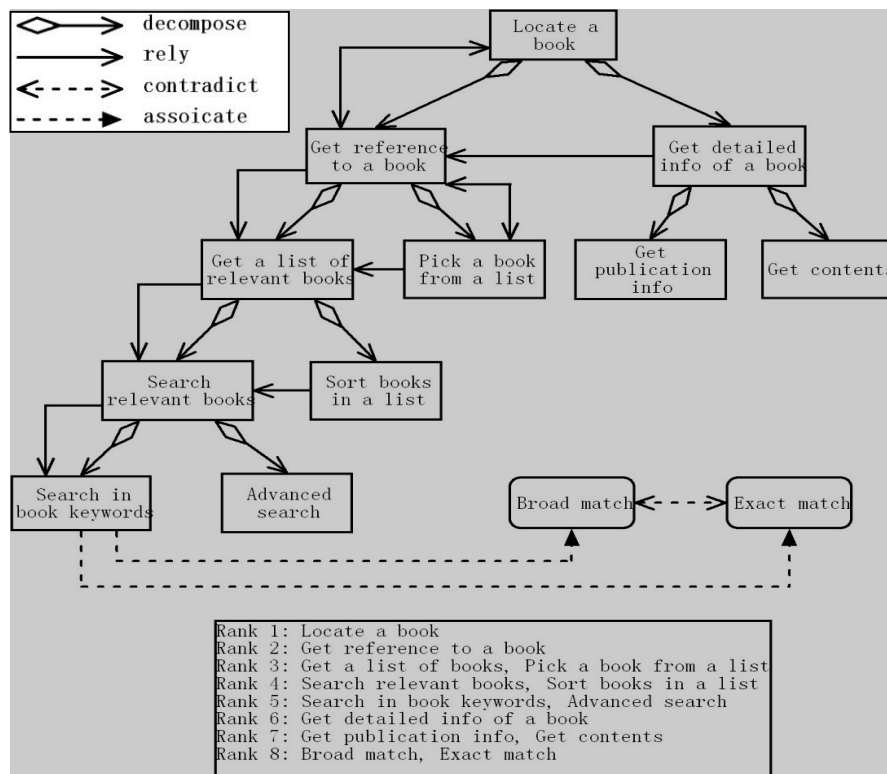 decompose
rely
contradict
assoicate
Locate a
book
Get reference
to a book
Get detailed
info of a book
Get a list of
relevant books
Pick a book
from a list
Get
publication
info
Get contents
Search
relevant books
Sort books
in a list
Search in
book keywords
Advanced
search
Broad match
Exact match
Rank 1: Locate a book
Rank 2: Get reference to a book
Rank 3: Get a list of books, Pick a book from a list
Rank 4: Search relevant books, Sort books in a list
Rank 5: Search in book keywords, Advanced search
Rank 6: Get detailed info of a book
Rank 7: Get publication info, Get contents
Rank 8: Broad match, Exact match